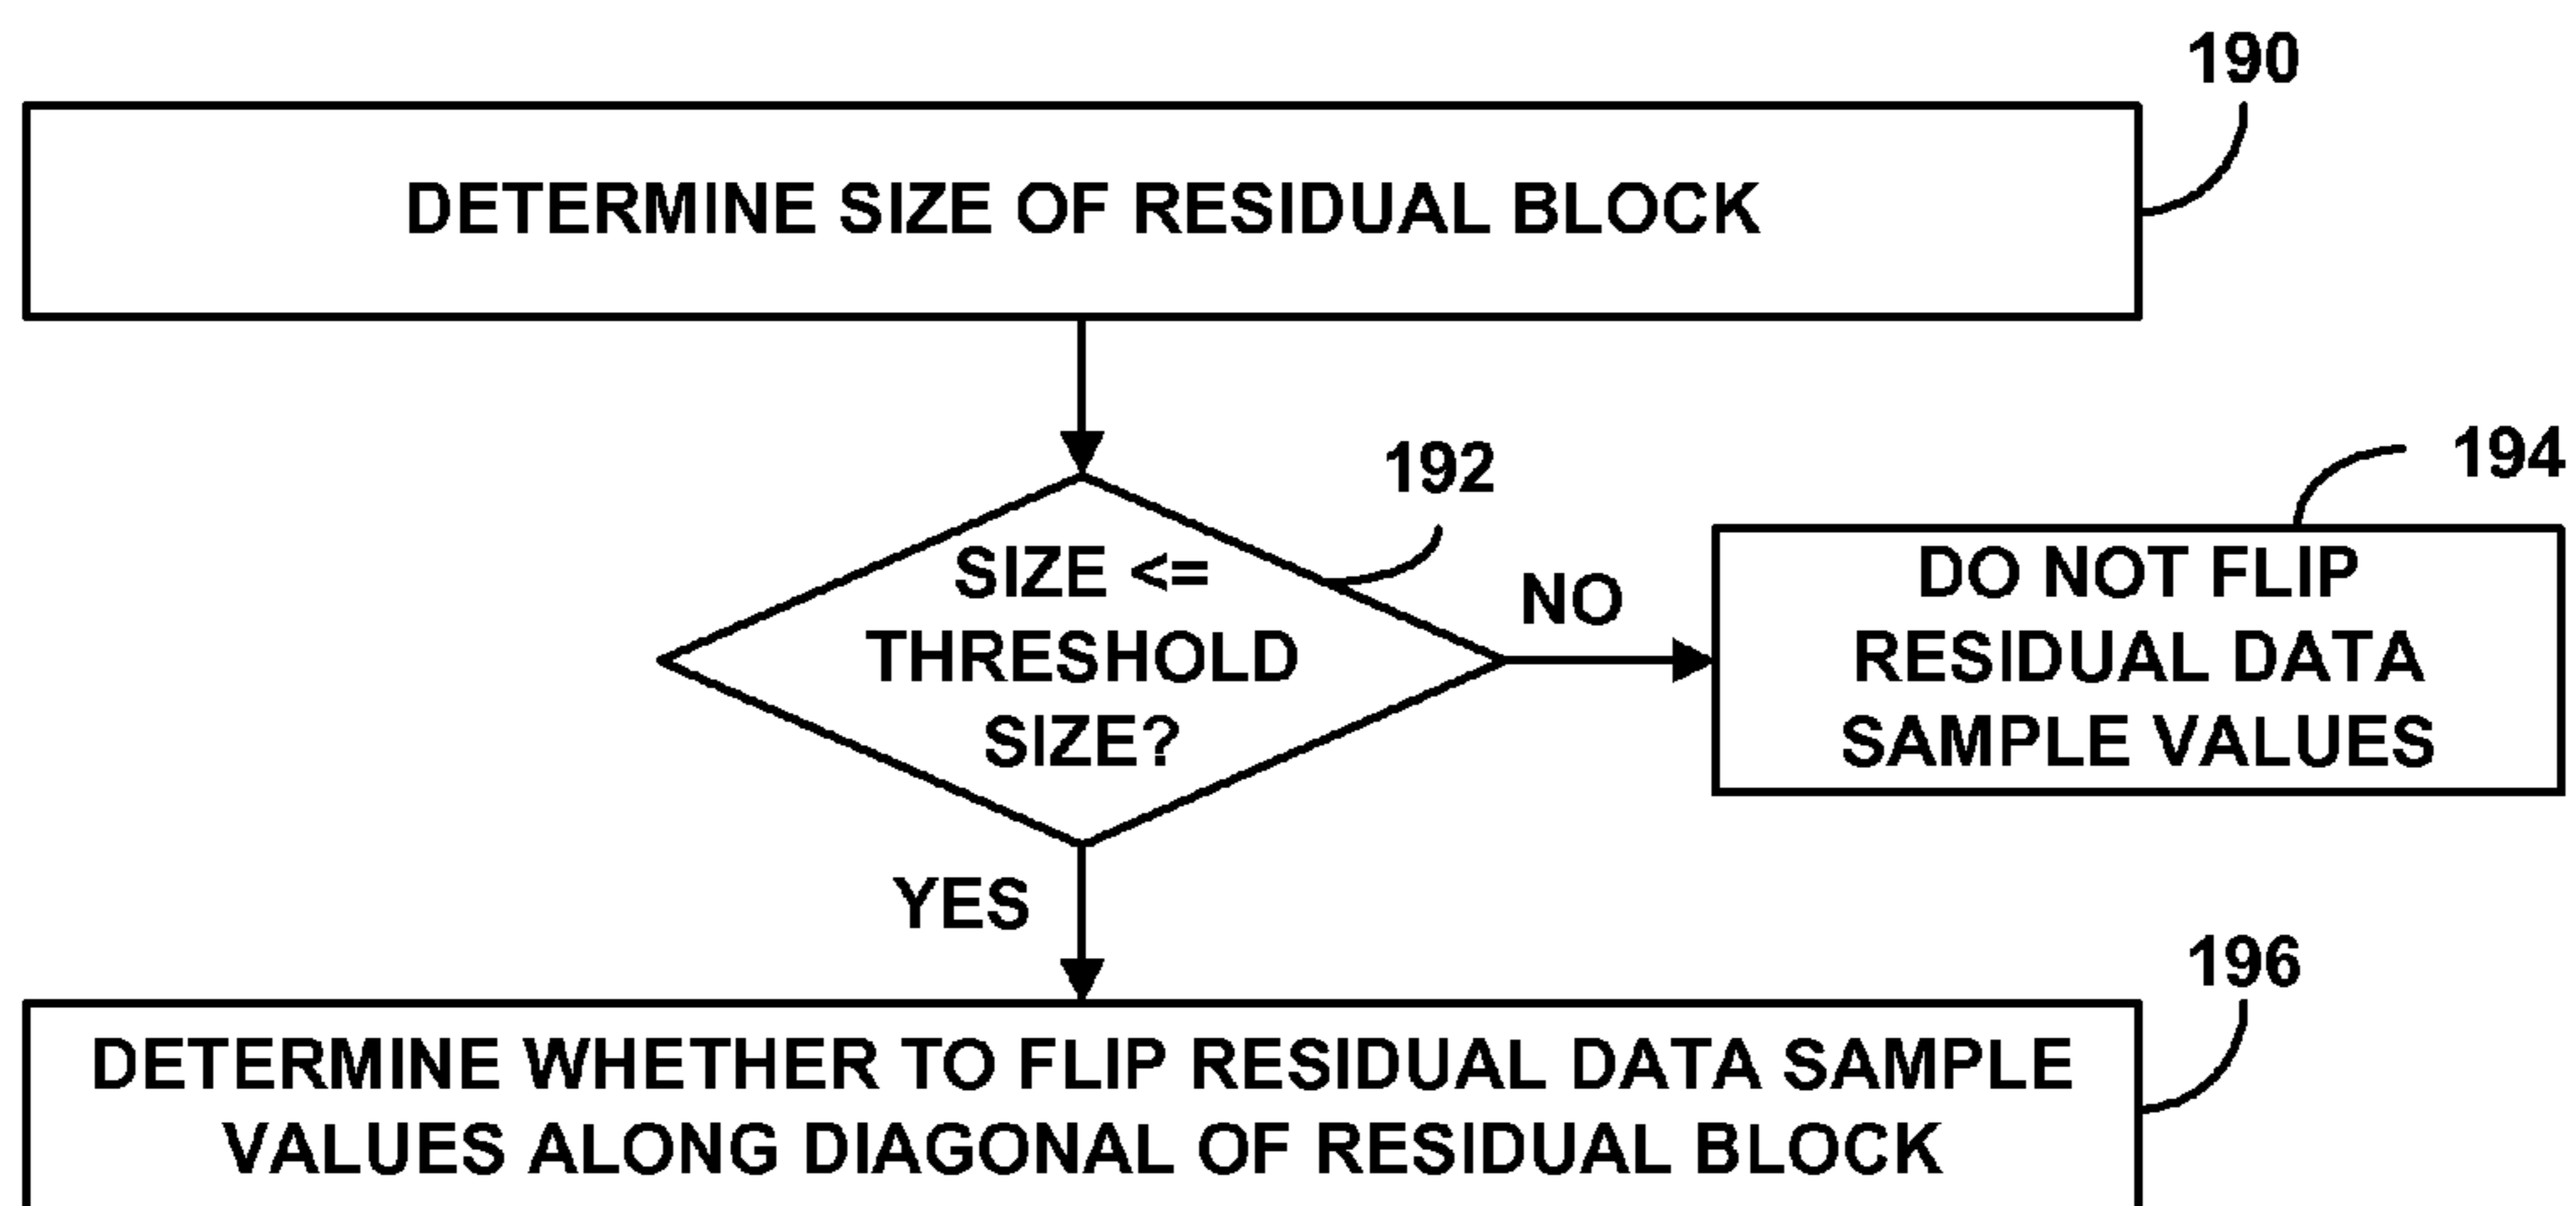 190
DETERMINE SIZE OF RESIDUAL BLOCK
192
194
SIZE <=
THRESHOLD
SIZE?
NO
DO NOT FLIP
RESIDUAL DATA
SAMPLE VALUES
YES
196
DETERMINE WHETHER TO FLIP RESIDUAL DATA SAMPLE
VALUES ALONG DIAGONAL OF RESIDUAL BLOCK